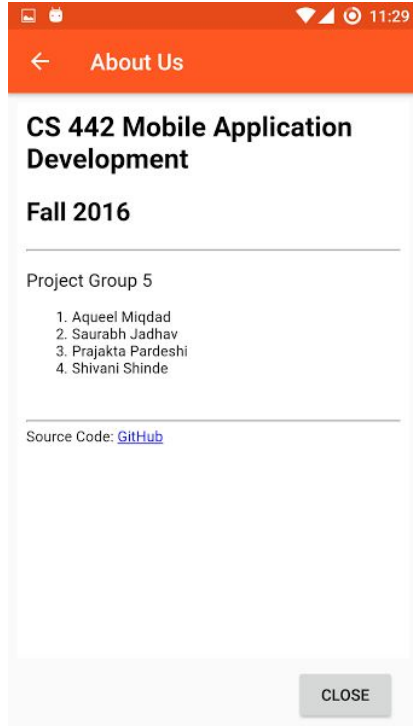 11:29
About Us
CS 442 Mobile Application
Development
Fall 2016
Project Group 5
1. Aqueel Miqdad
2. Saurabh Jadhav
3. Prajakta Pardeshi
4. Shivani Shinde
Source Code: GitHub
CLOSE